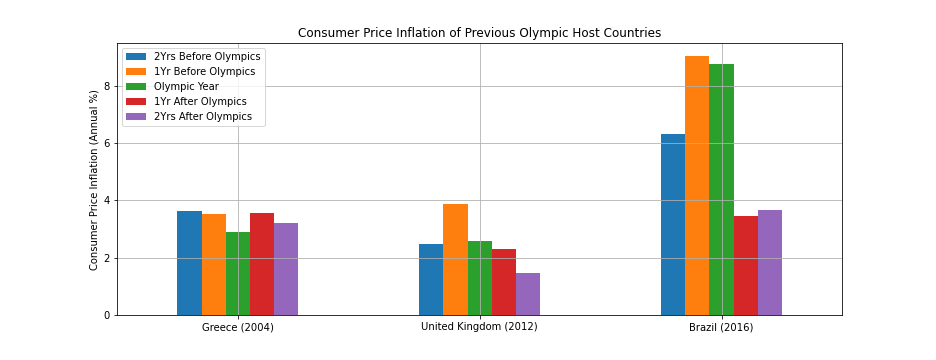 Consumer Price Inflation of Previous Olympic Host Countries
2Yrs Before Olympics
1Yr Before Olympics
Olympic Year
1Yr After Olympics
2Yrs After Olympics
Consumer Price Inflation (Annual %)
8
6
4
2
0
Greece (2004)
United Kingdom (2012)
Brazil (2016)